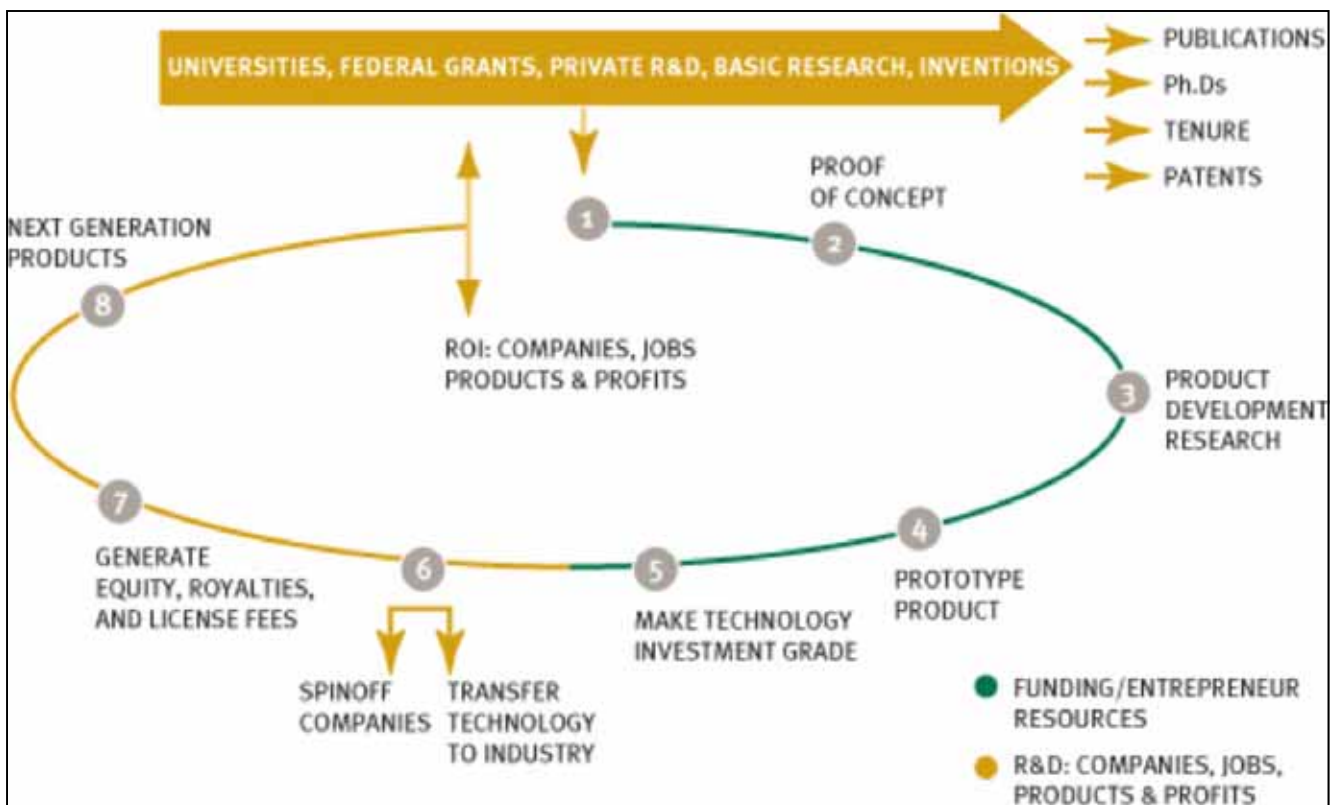 UNIVERSITIES, FEDERAL GRANTS, PRIVATE R&D, BASIC RESEARCH, INVENTIONS
PUBLICATIONS
Ph.Ds
TENURE
PATENTS
1
PROOF
OF CONCEPT
2
3
PRODUCT
DEVELOPMENT
RESEARCH
4
PROTOTYPE
PRODUCT
5
MAKE TECHNOLOGY
INVESTMENT GRADE
6
SPINOFF
COMPANIES
TRANSFER
TECHNOLOGY
TO INDUSTRY
7
GENERATE
EQUITY, ROYALTIES,
AND LICENSE FEES
NEXT GENERATION
PRODUCTS
8
ROI: COMPANIES, JOBS
PRODUCTS & PROFITS
FUNDING/ENTREPRENEUR
RESOURCES
R&D: COMPANIES, JOBS,
PRODUCTS & PROFITS